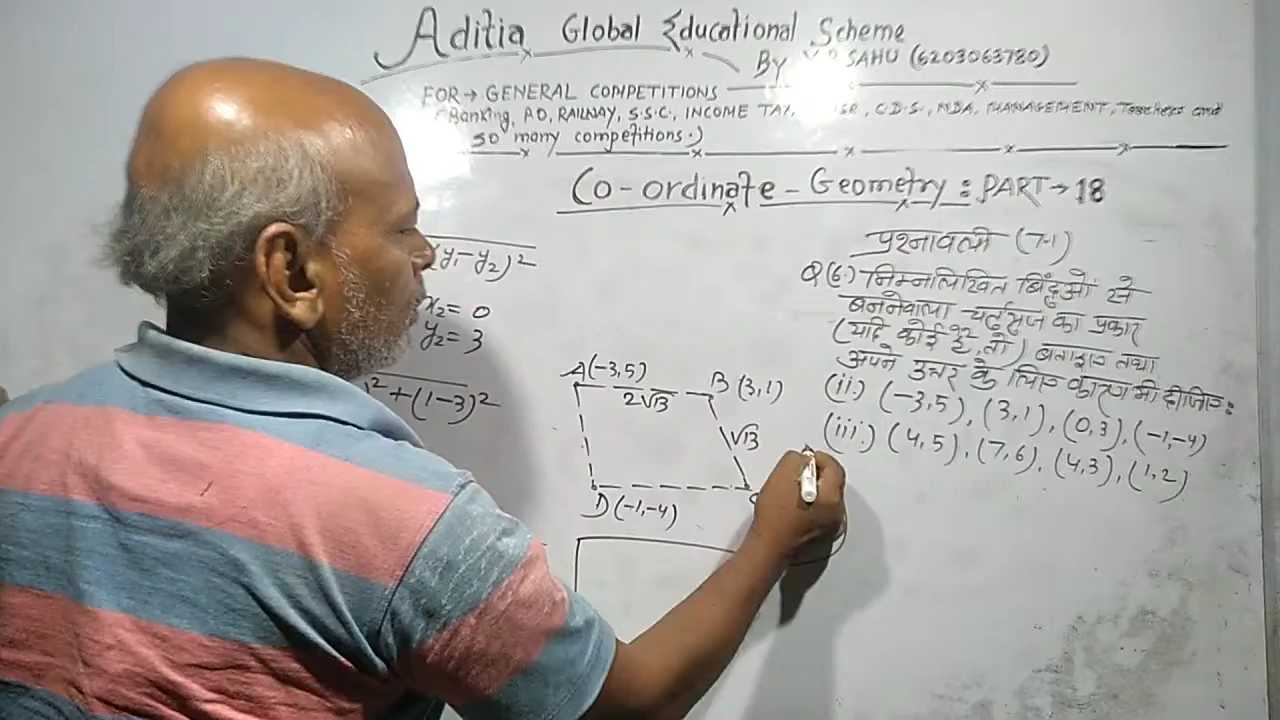 Aditia Global Educational Scheme
By SAHU (6203063780)
FOR → GENERAL COMPETITIONS
(Banking, P.O, RAILWAY, S.S.C, INCOME TAX, C.D.S., NDA, MANAGEMENT, Teachers and
so many competitions.)
Co-ordinate-Geometry: PART → 18
प्रश्नावली (7.1)
Q (6) निम्नलिखित बिंदुओं से
बननेवाला चर्तुभुज का प्रकार
(यदि कोई है, तो) बताइए तथा
अपने उत्तर के लिए कारण भी दीजिए:
(ii.) (-3,5), (3,1), (0,3), (-1,-4)
(iii.) (4,5), (7,6), (4,3), (1,2)
(y₁-y₂)²
x₂= 0
y₂= 3
² + (1-3)²
A(-3,5)
B (3,1)
2√13
√13
D(-1,-4)